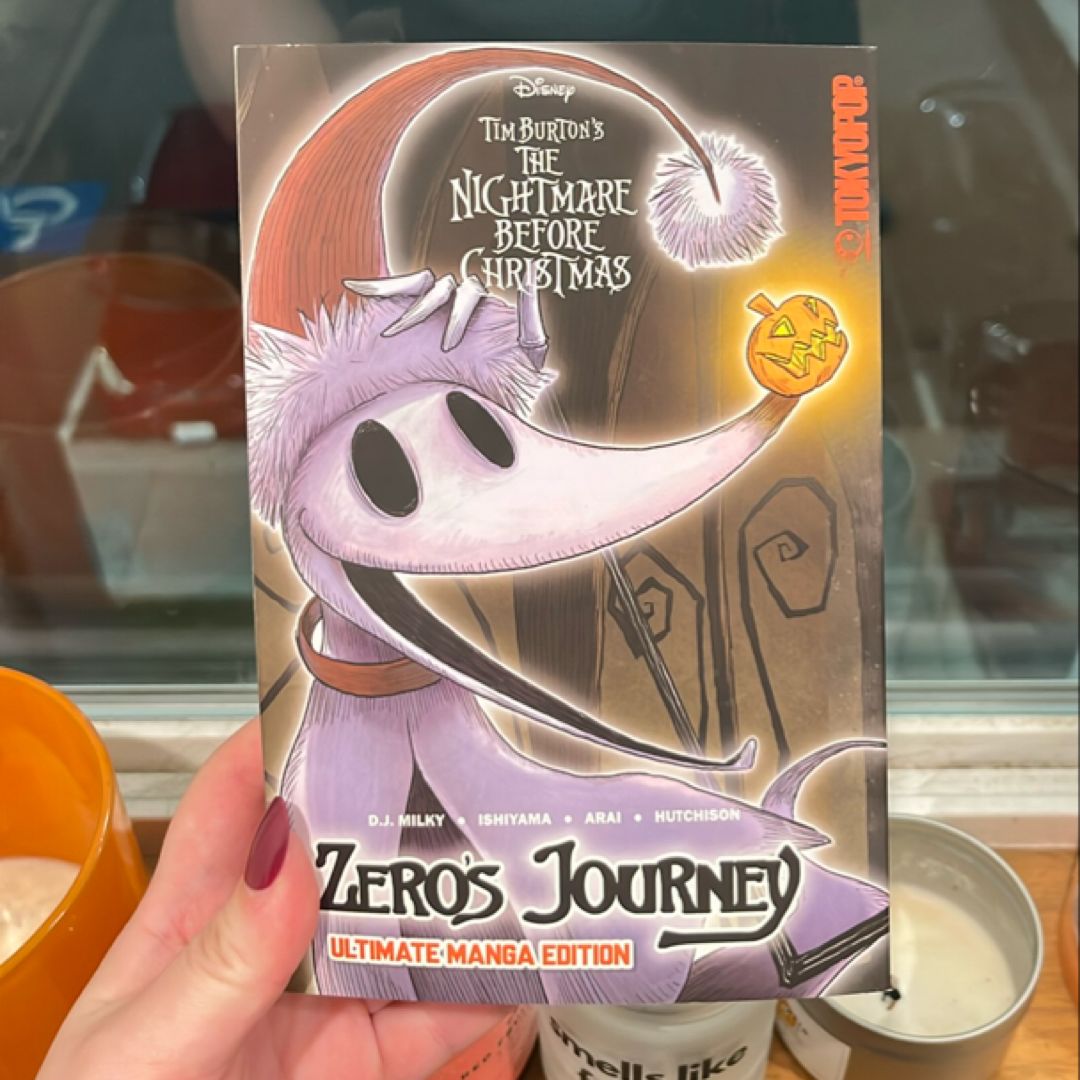 Disney
TIM BURTON'S
THE
NIGHTMARE
BEFORE
CHRISTMAS
TOKYOPOP
D.J. MILKY • ISHIYAMA • ARAI • HUTCHISON
ZERO'S JOURNEY
ULTIMATE MANGA EDITION
smells like